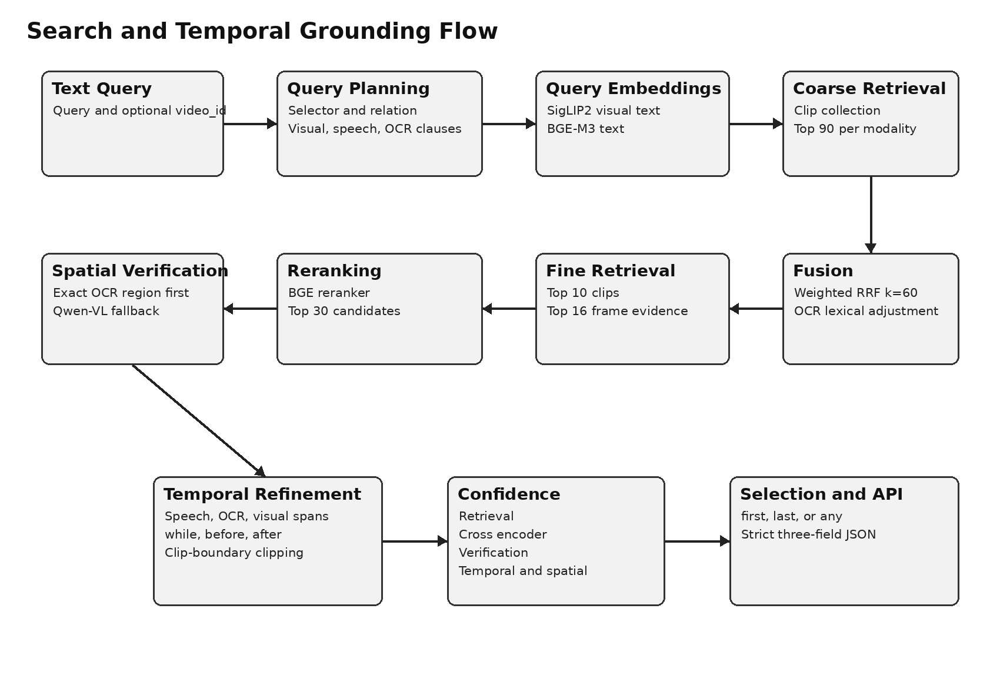 Search and Temporal Grounding Flow
Text Query
Query and optional video_id
Query Planning
Selector and relation
Visual, speech, OCR clauses
Query Embeddings
SigLIP2 visual text
BGE-M3 text
Coarse Retrieval
Clip collection
Top 90 per modality
Spatial Verification
Exact OCR region first
Qwen-VL fallback
Reranking
BGE reranker
Top 30 candidates
Fine Retrieval
Top 10 clips
Top 16 frame evidence
Fusion
Weighted RRF k=60
OCR lexical adjustment
Temporal Refinement
Speech, OCR, visual spans
while, before, after
Clip-boundary clipping
Confidence
Retrieval
Cross encoder
Verification
Temporal and spatial
Selection and API
first, last, or any
Strict three-field JSON